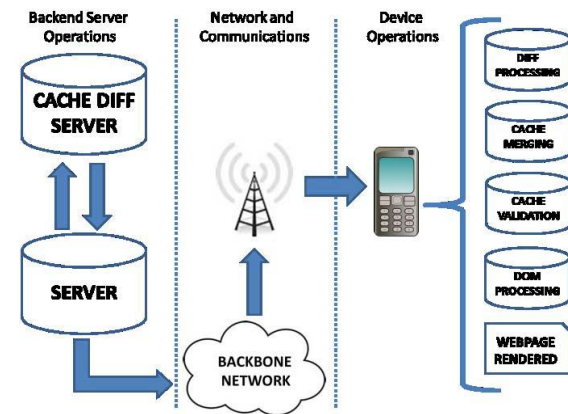 Backend Server
Operations
Network and
Communications
Device
Operations
CACHE DIFF
SERVER
SERVER
BACKBONE
NETWORK
DIFF
PROCESSING
CACHE
MERGING
CACHE
VALIDATION
DOM
PROCESSING
WEBPAGE
RENDERED